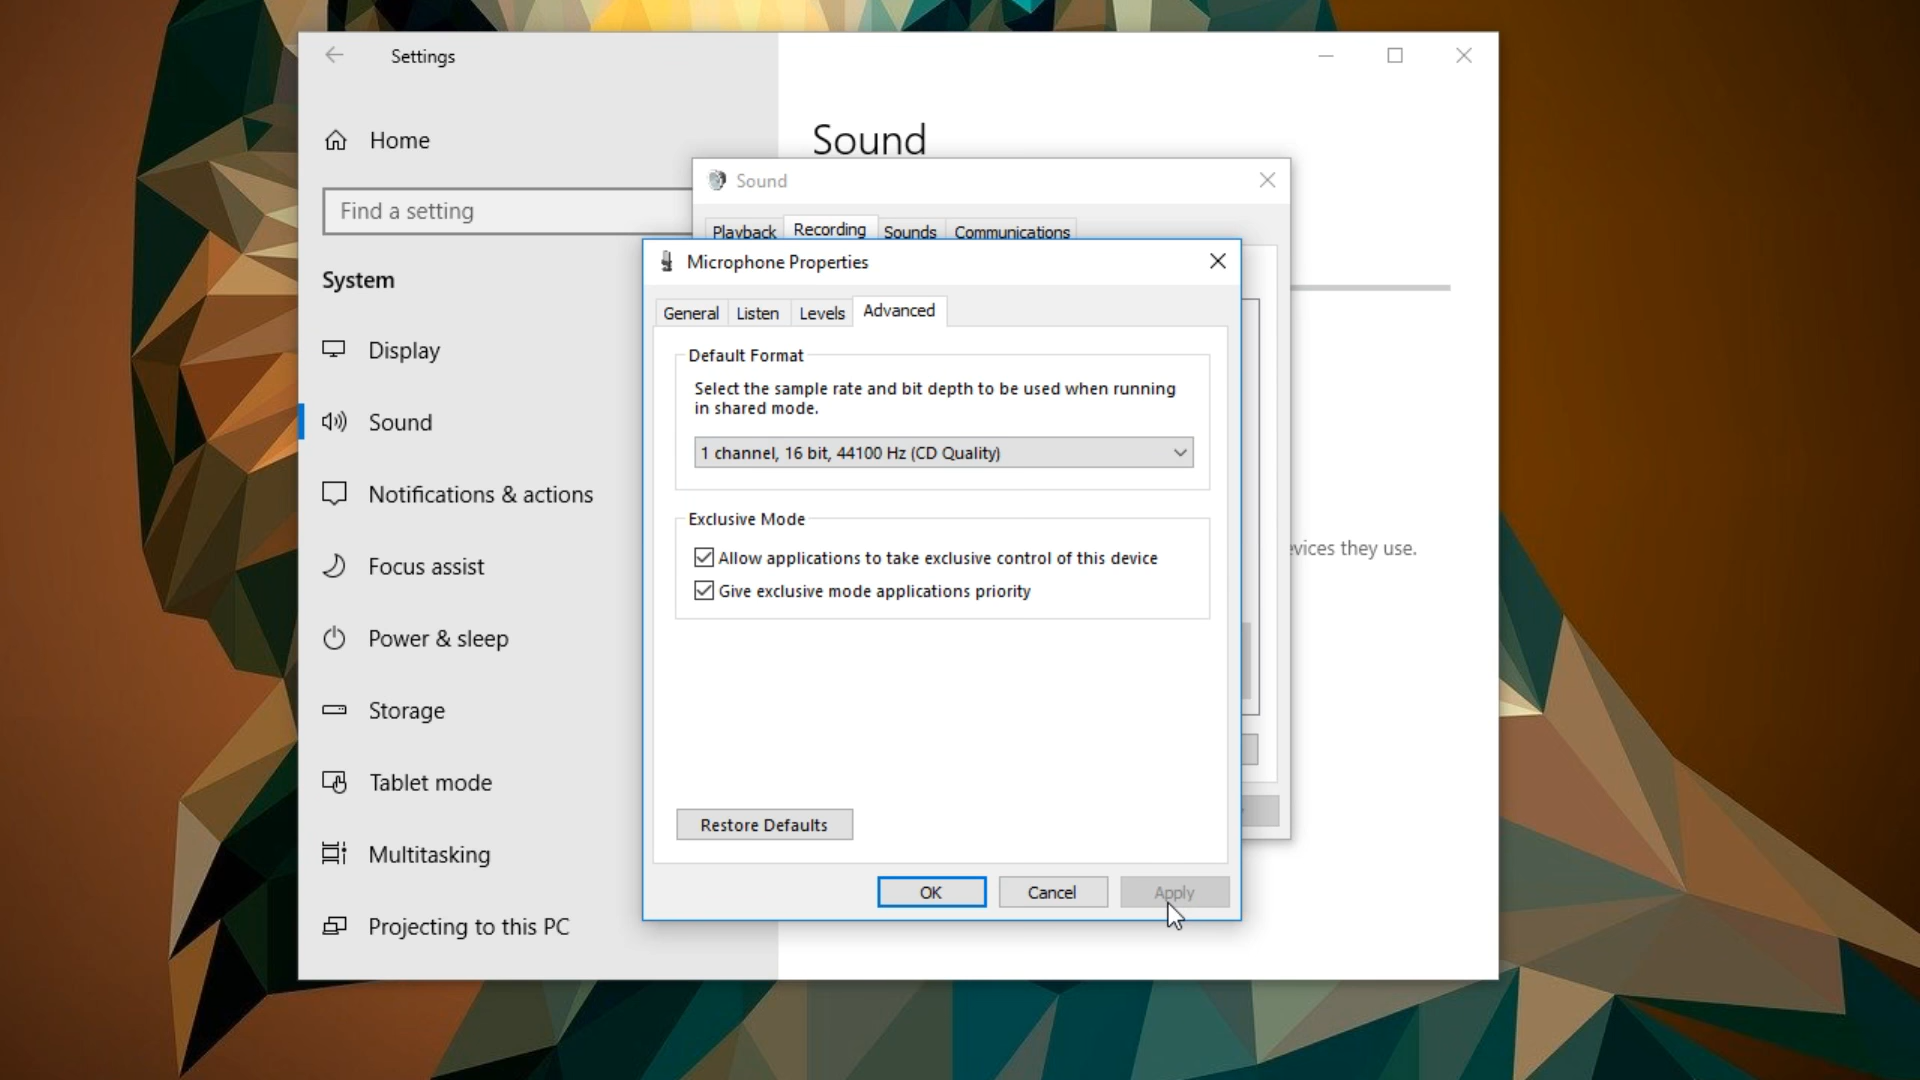 Settings
Home
Find a setting
System
Display
Sound
Notifications & actions
Focus assist
Power & sleep
Storage
Tablet mode
Multitasking
Projecting to this PC
Sound
evices they use.
Sound
Playback Recording Sounds Communications
Microphone Properties
General Listen Levels Advanced
Default Format
Select the sample rate and bit depth to be used when running
in shared mode.
1 channel, 16 bit, 44100 Hz (CD Quality)
Exclusive Mode
Allow applications to take exclusive control of this device
Give exclusive mode applications priority
Restore Defaults
OK Cancel Apply